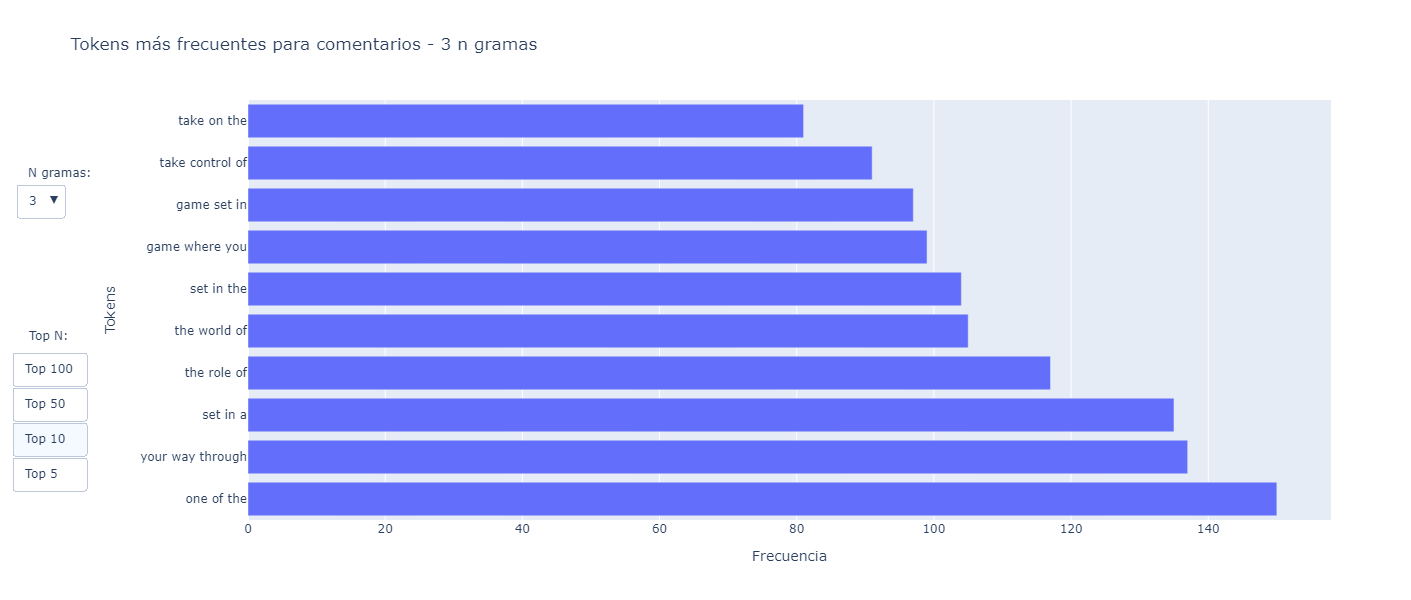 Tokens más frecuentes para comentarios - 3 n gramas
N gramas:
3 ▼
Top N:
Top 100
Top 50
Top 10
Top 5
Tokens
take on the
take control of
game set in
game where you
set in the
the world of
the role of
set in a
your way through
one of the
0 20 40 60 80 100 120 140
Frecuencia